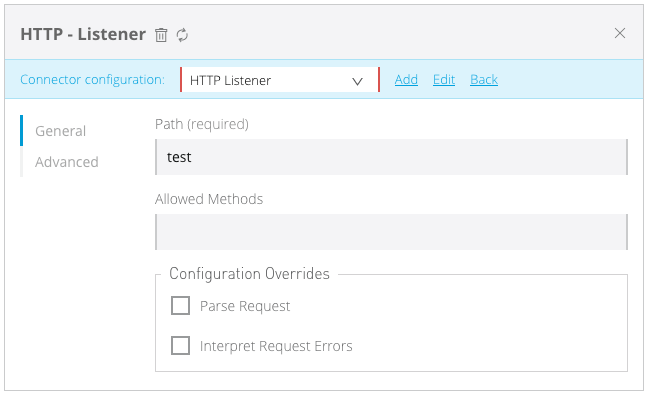 HTTP - Listener
Connector configuration: HTTP Listener Add Edit Back
General
Advanced
Path (required)
test
Allowed Methods
Configuration Overrides
Parse Request
Interpret Request Errors